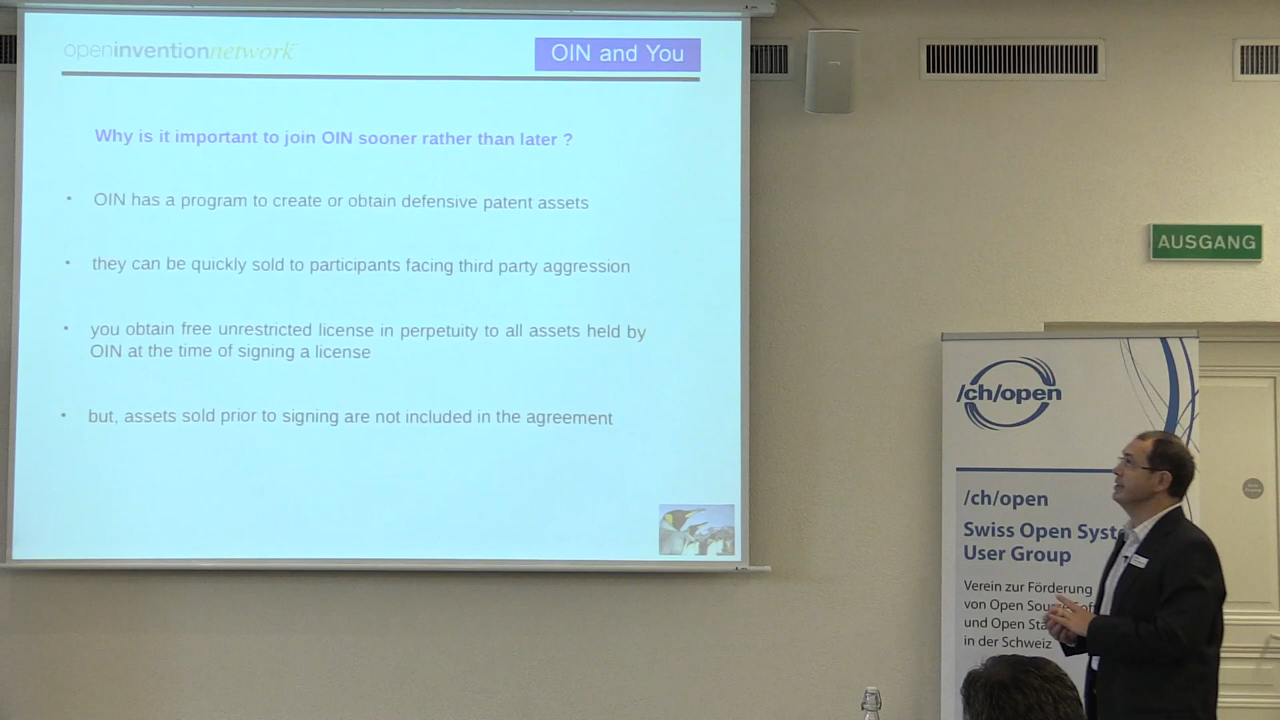 openinventionnetwork
OIN and You
Why is it important to join OIN sooner rather than later ?
• OIN has a program to create or obtain defensive patent assets
• they can be quickly sold to participants facing third party aggression
• you obtain free unrestricted license in perpetuity to all assets held by
OIN at the time of signing a license
• but, assets sold prior to signing are not included in the agreement
AUSGANG
/ch/open
/ch/open
Swiss Open Syst
User Group
Verein zur Förderung
von Open Source
und Open Sta
in der Schweiz